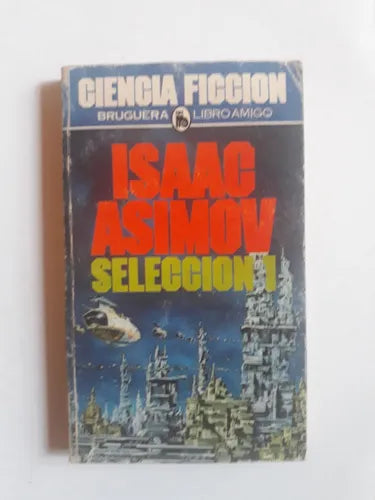 CIENCIA FICCION
BRUGUERA LIBRO AMIGO
ISAAC
ASIMOV
SELECCION 1